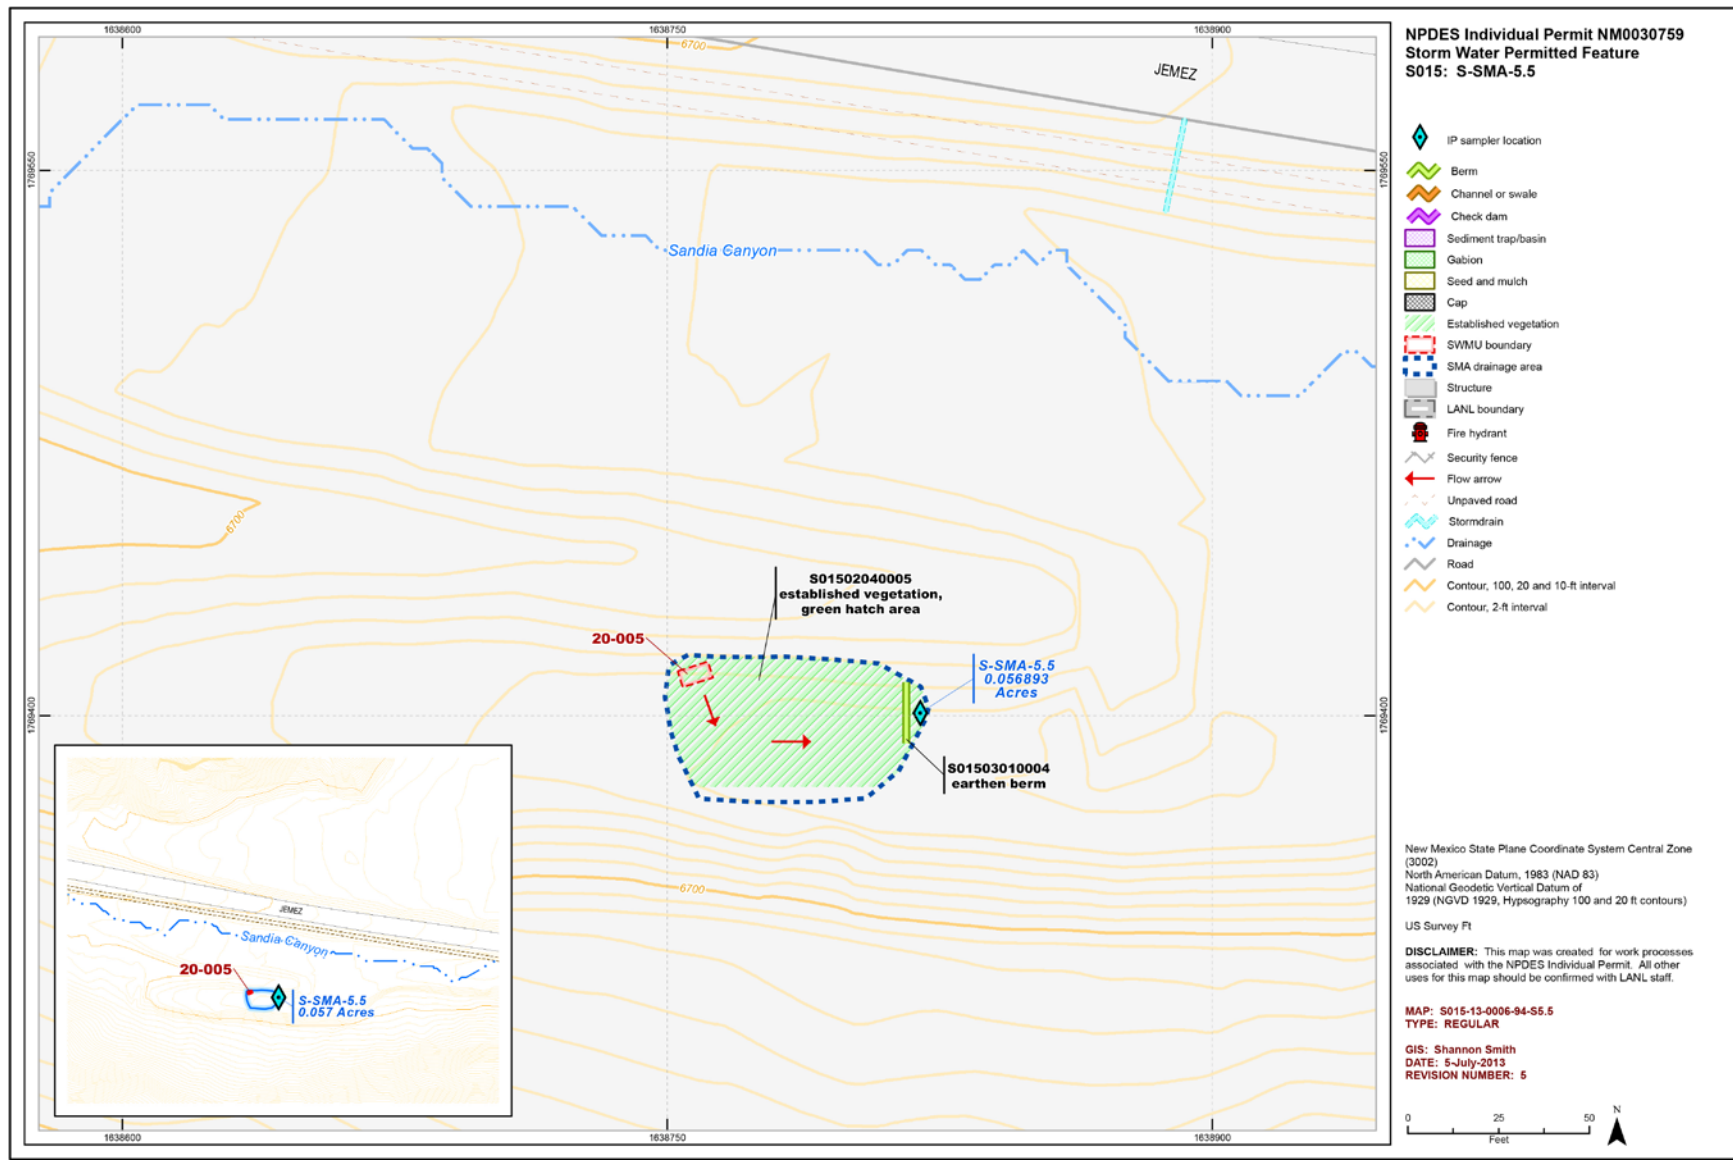 1638600
1638750
1638900
6700
JEMEZ
1769550
1769550
Sandia Canyon
6700
S01502040005
established vegetation,
green hatch area
20-005
S-SMA-5.5
0.056893
Acres
1769400
1769400
S01503010004
earthen berm
6700
JEMEZ
Sandia Canyon
20-005
S-SMA-5.5
0.057 Acres
1638600
1638750
1638900
NPDES Individual Permit NM0030759
Storm Water Permitted Feature
S015: S-SMA-5.5
IP sampler location
Berm
Channel or swale
Check dam
Sediment trap/basin
Gabion
Seed and mulch
Cap
Established vegetation
SWMU boundary
SMA drainage area
Structure
LANL boundary
Fire hydrant
Security fence
Flow arrow
Unpaved road
Stormdrain
Drainage
Road
Contour, 100, 20 and 10-ft interval
Contour, 2-ft interval
New Mexico State Plane Coordinate System Central Zone
(3002)
North American Datum, 1983 (NAD 83)
National Geodetic Vertical Datum of
1929 (NGVD 1929, Hypsography 100 and 20 ft contours)
US Survey Ft
DISCLAIMER: This map was created for work processes
associated with the NPDES Individual Permit. All other
uses for this map should be confirmed with LANL staff.
MAP: S015-13-0006-94-S5.5
TYPE: REGULAR
GIS: Shannon Smith
DATE: 5-July-2013
REVISION NUMBER: 5
0 25 50
Feet
N